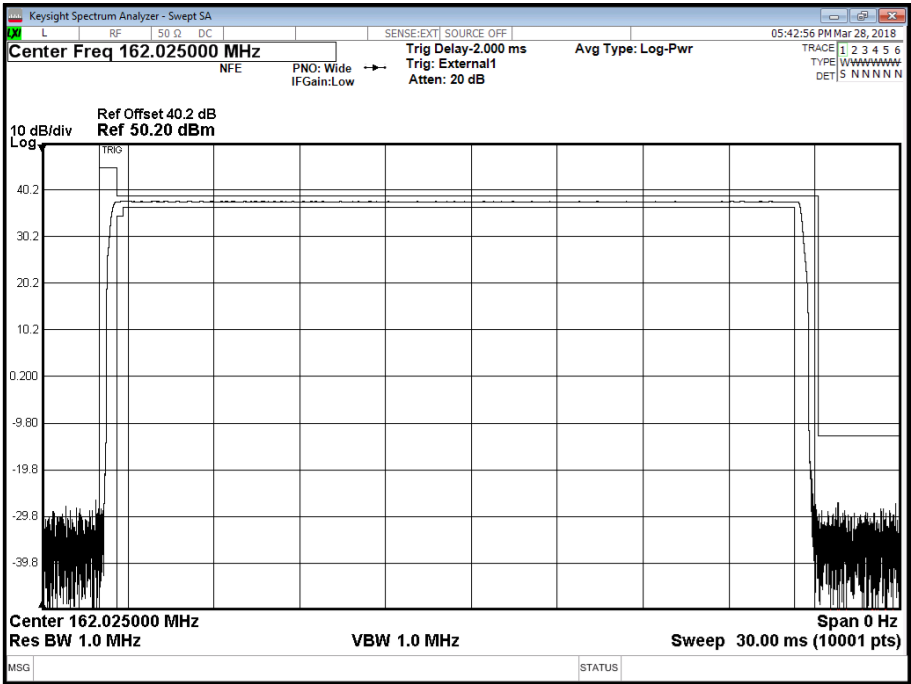 Keysight Spectrum Analyzer - Swept SA
LXI L RF 50 Ω DC SENSE:EXT SOURCE OFF 05:42:56 PM Mar 28, 2018
Center Freq 162.025000 MHz
NFE
PNO: Wide
IFGain:Low
Trig Delay-2.000 ms
Trig: External1
Atten: 20 dB
Avg Type: Log-Pwr
TRACE 1 2 3 4 5 6
TYPE WWWWWW
DET S N N N N N
Ref Offset 40.2 dB
10 dB/div Ref 50.20 dBm
Log
TRIG
40.2
30.2
20.2
10.2
0.200
-9.80
-19.8
-29.8
-39.8
Center 162.025000 MHz Span 0 Hz
Res BW 1.0 MHz VBW 1.0 MHz Sweep 30.00 ms (10001 pts)
MSG STATUS